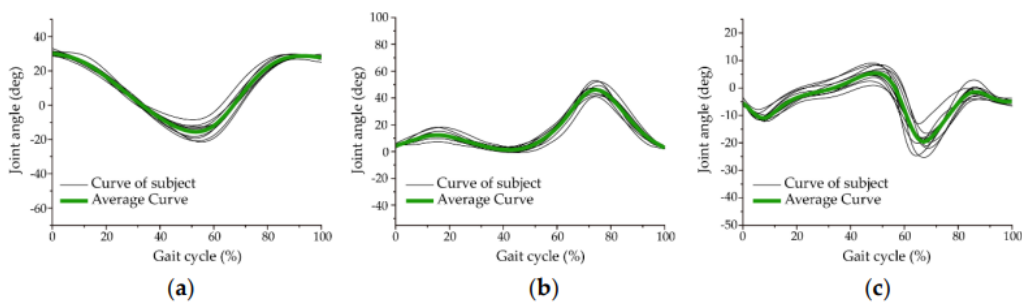 40
20
0
-20
-40
-60
Joint angle (deg)
Curve of subject
Average Curve
0 20 40 60 80 100
Gait cycle (%)
(a)
100
80
60
40
20
0
-20
-40
Joint angle (deg)
Curve of subject
Average Curve
0 20 40 60 80 100
Gait cycle (%)
(b)
20
10
0
-10
-20
-30
-40
-50
Joint angle (deg)
Curve of subject
Average Curve
0 20 40 60 80 100
Gait cycle (%)
(c)